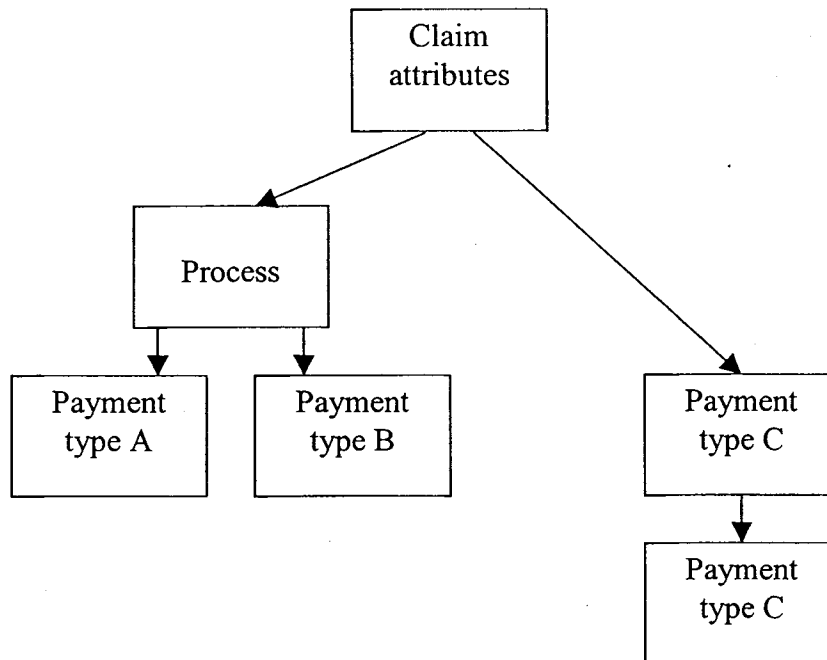 Claim
attributes
Process
Payment
type A
Payment
type B
Payment
type C
Payment
type C